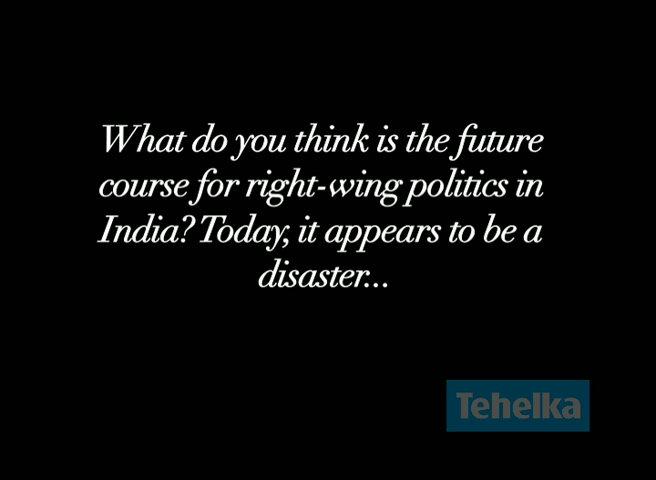 What do you think is the future
course for right-wing politics in
India? Today, it appears to be a
disaster...
Tehelka